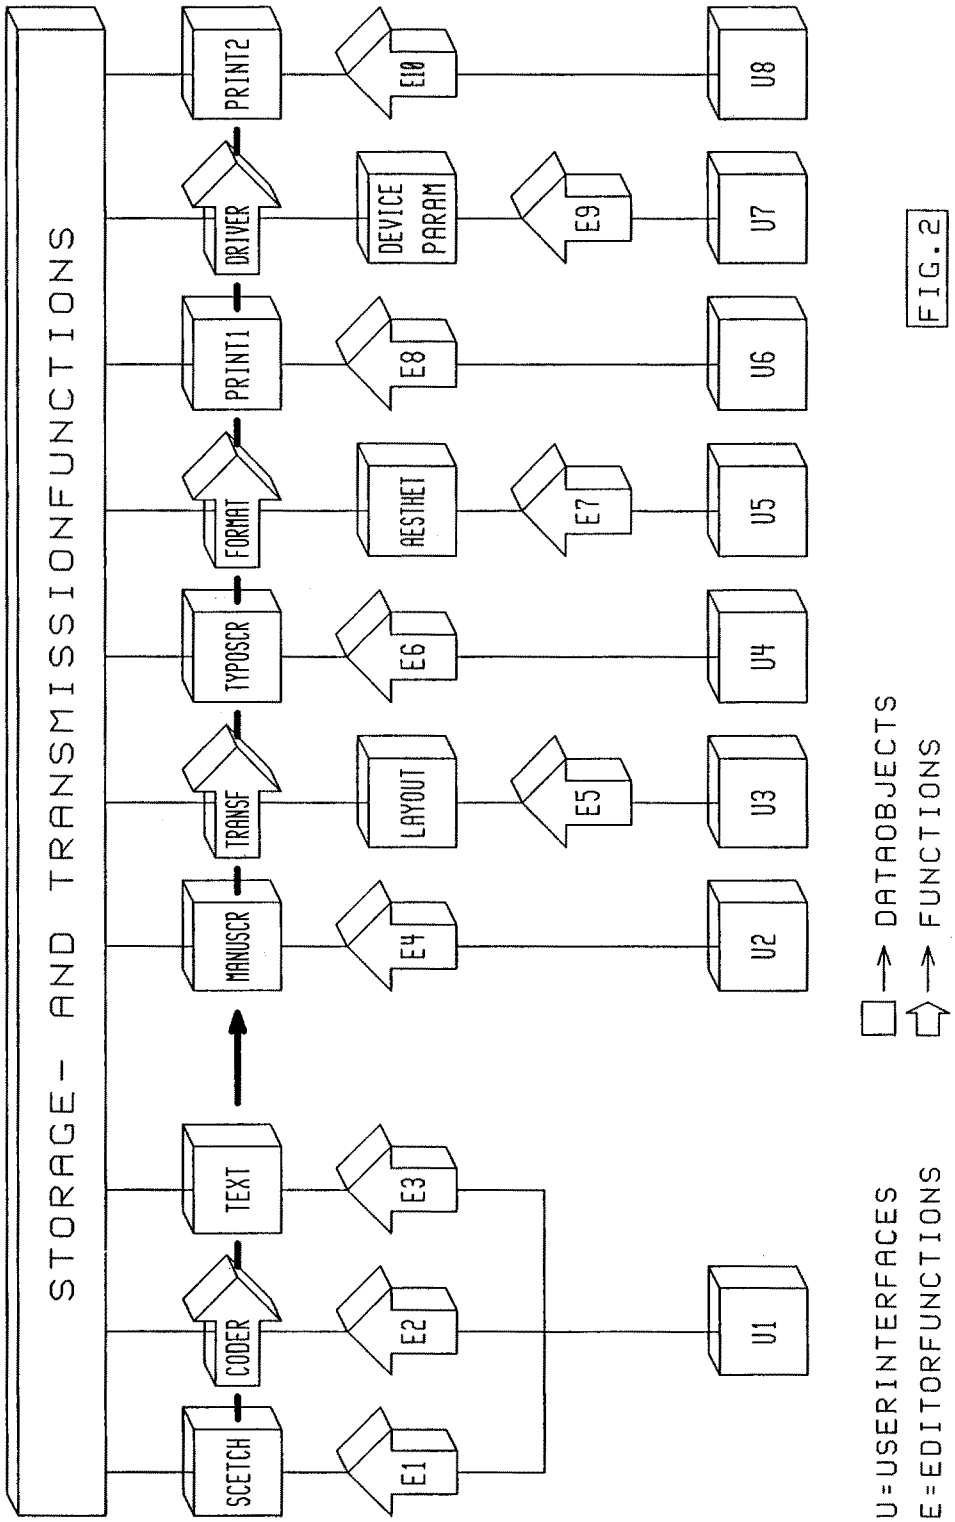 STORAGE- AND TRANSMISSIONFUNCTIONS
SCETCH
CODER
TEXT
MANUSCR
TRANSF
TYPOSCR
FORMAT
PRINT1
DRIVER
PRINT2
E1
E2
E3
E4
LAYOUT
E6
AESTHET
E8
DEVICE
PARAM
E10
E5
E7
E9
U1
U2
U3
U4
U5
U6
U7
U8
U=USERINTERFACES
E=EDITORFUNCTIONS
DATAOBJECTS
FUNCTIONS
FIG.2